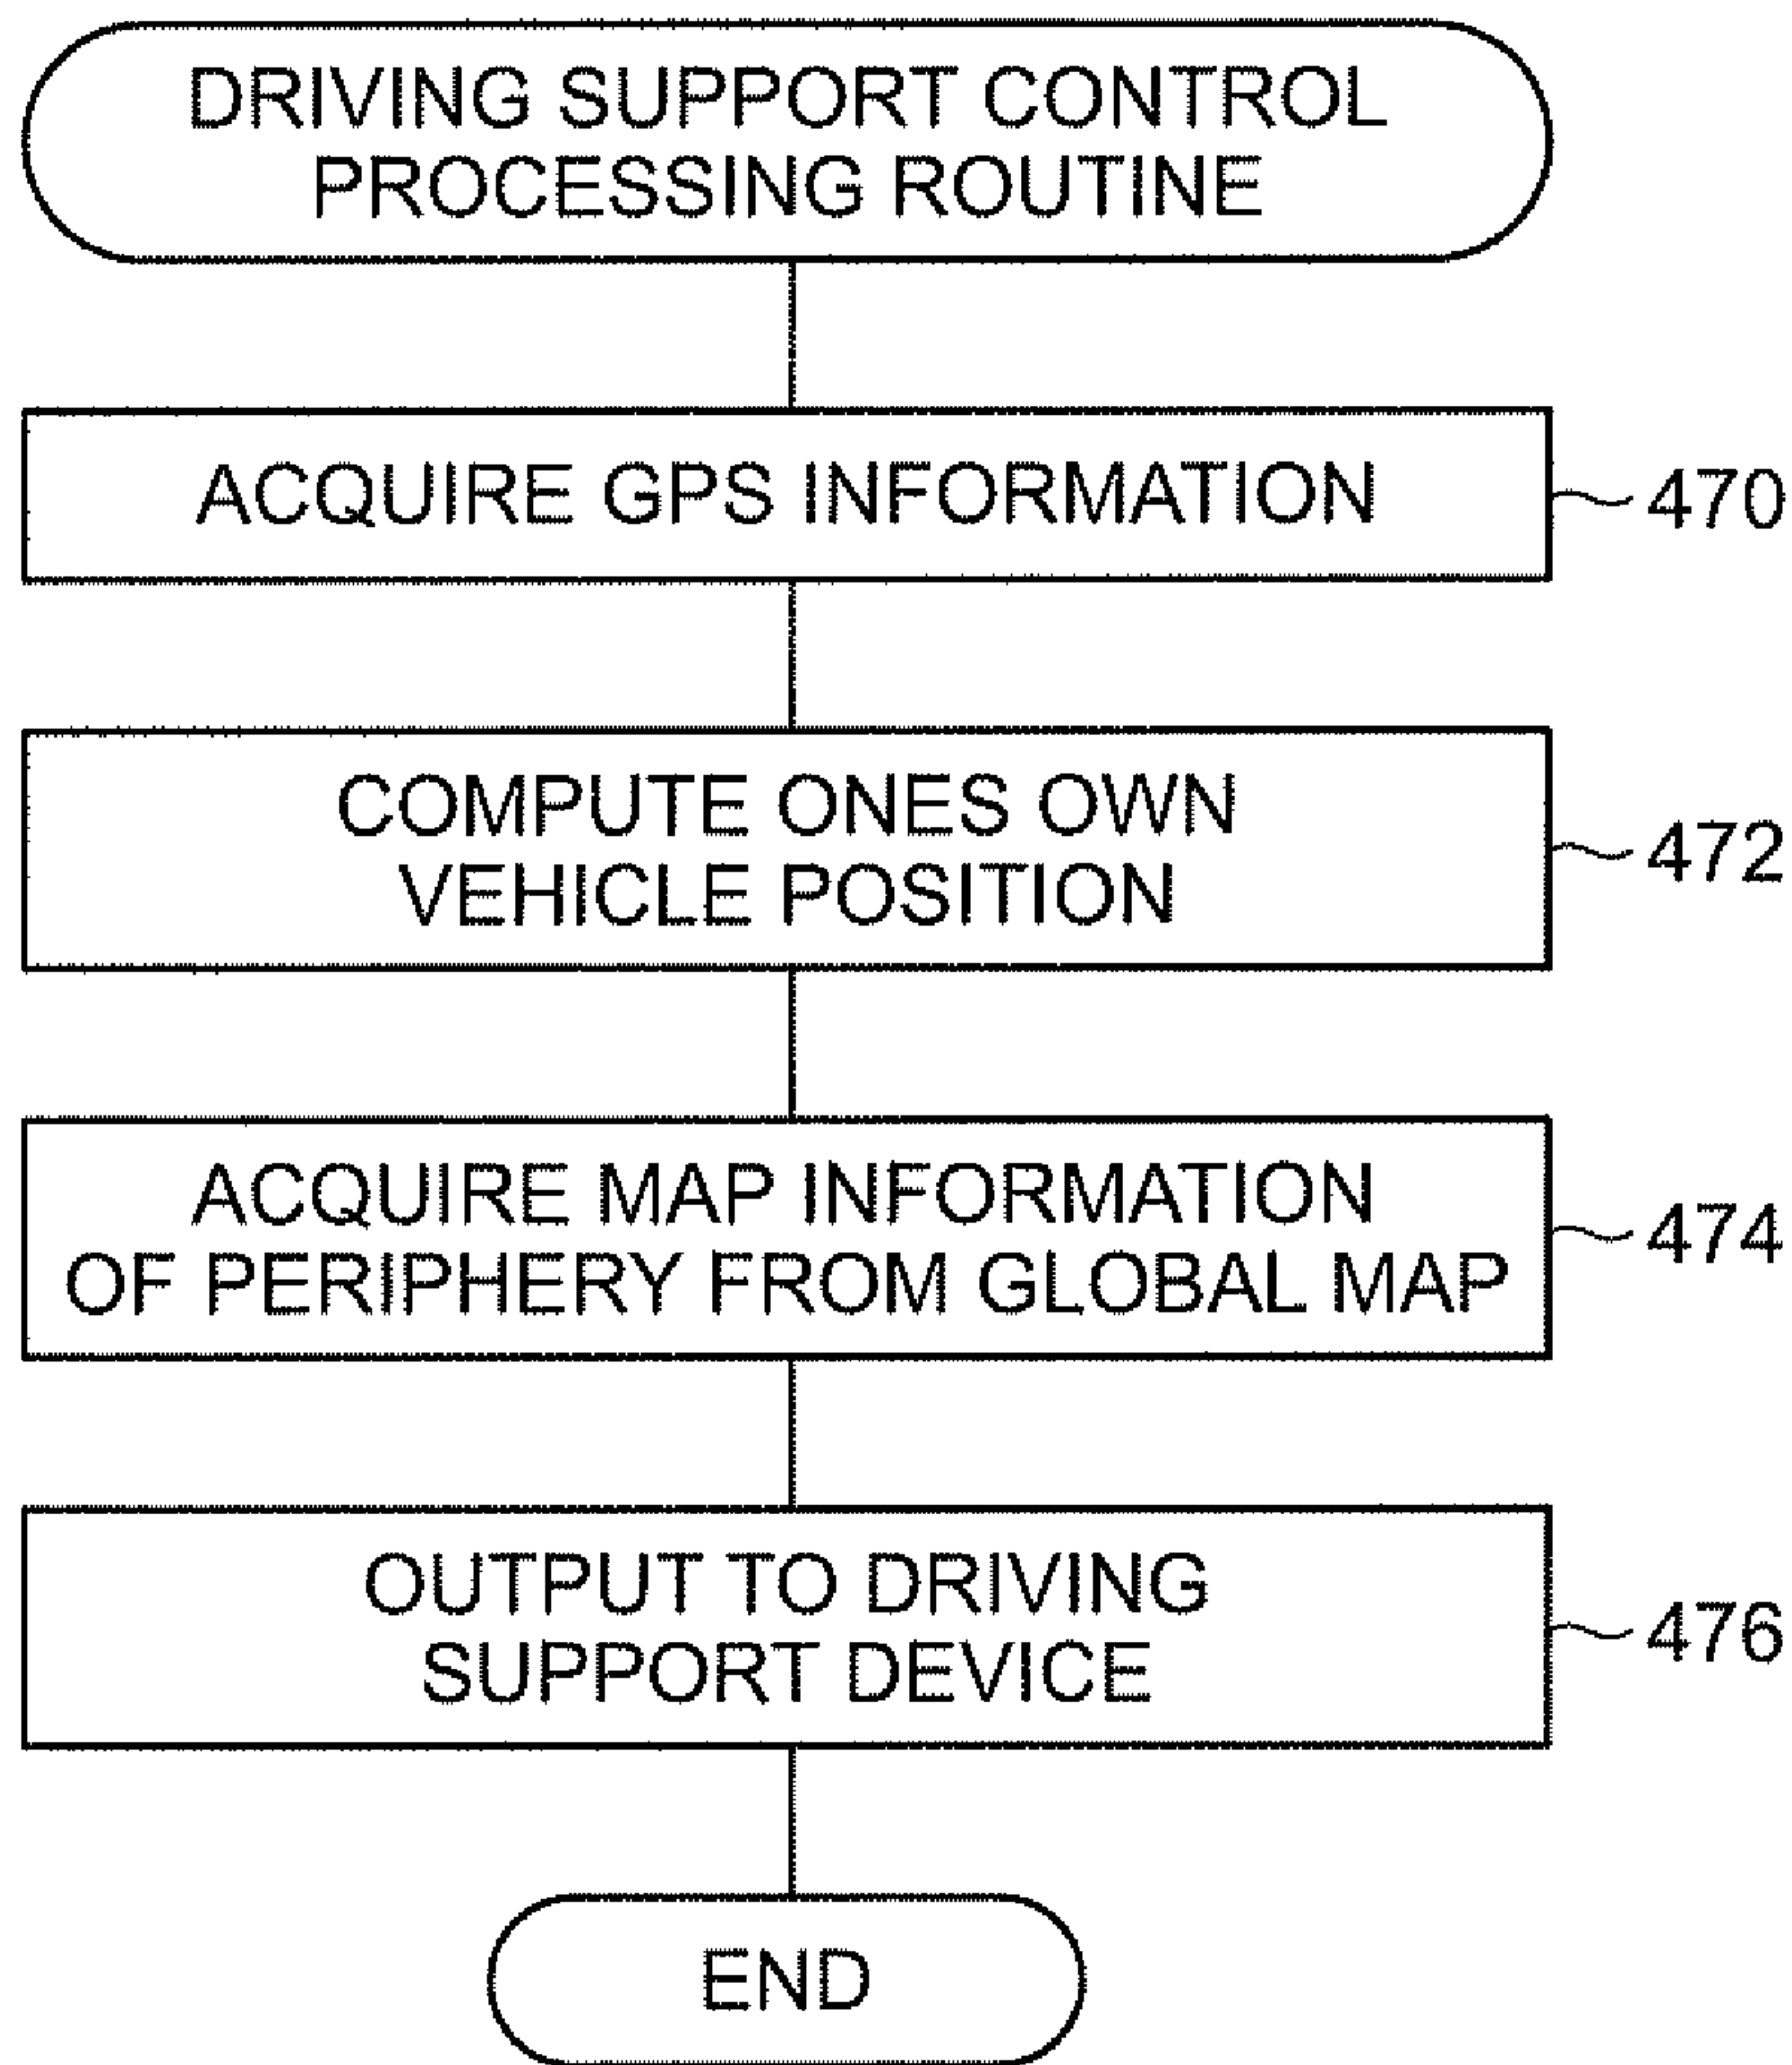 DRIVING SUPPORT CONTROL
PROCESSING ROUTINE
ACQUIRE GPS INFORMATION
470
COMPUTE ONES OWN
VEHICLE POSITION
472
ACQUIRE MAP INFORMATION
OF PERIPHERY FROM GLOBAL MAP
474
OUTPUT TO DRIVING
SUPPORT DEVICE
476
END